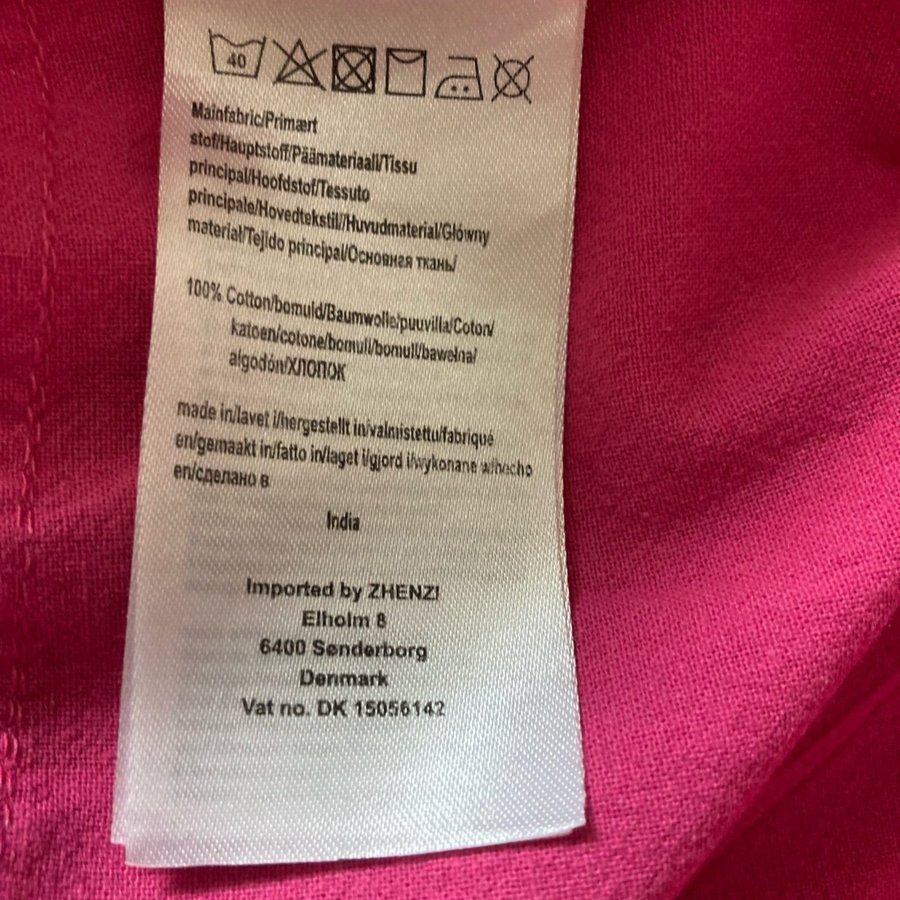 40
Mainfabric/Primært
stof/Hauptstoff/Päämateriaali/Tissu
principal/Hoofdstof/Tessuto
principale/Hovedtekstil//Huvudmaterial/Główny
materiał/Tejido principal/Основная ткань/
100% Cotton/bomuld/Baumwolle/puuvilla/Coton/
katoen/cotone/bomull/bomull/bawełna/
algodón/ХЛОПОК
made in/lavet i/hergestellt in/valmistettu/fabriqué
en/gemaakt in/fatto in/laget i/gjord i/wykonane w/hecho
en/сделано в
India
Imported by ZHENZI
Elholm 8
6400 Sønderborg
Denmark
Vat no. DK 15056142